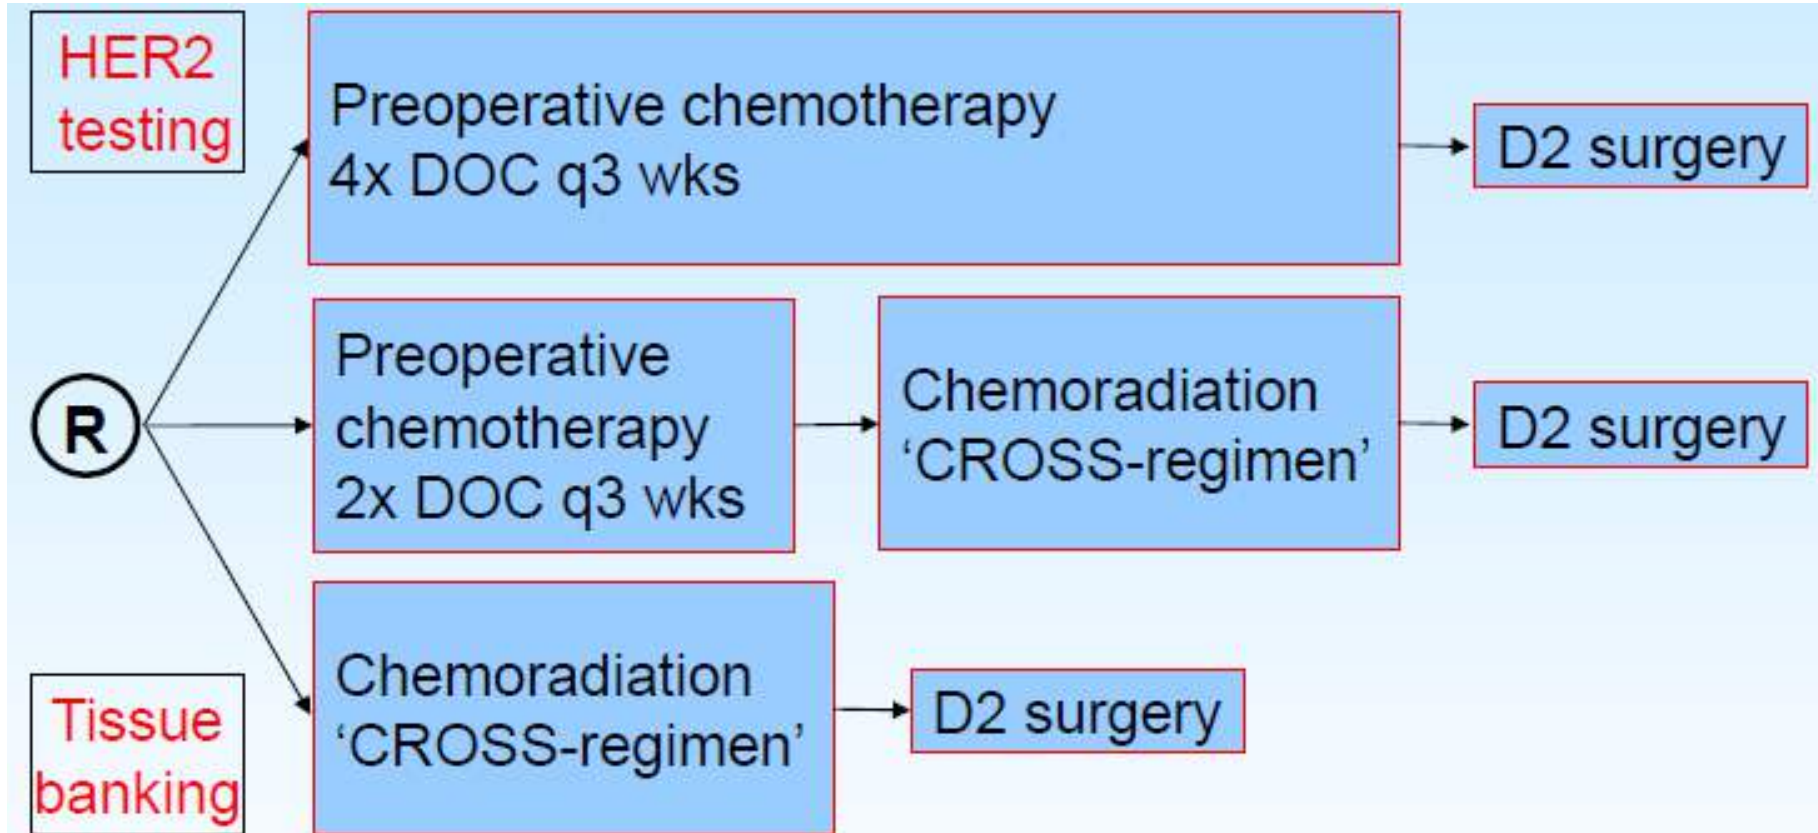 HER2
testing
Preoperative chemotherapy
4x DOC q3 wks
D2 surgery
R
Preoperative
chemotherapy
2x DOC q3 wks
Chemoradiation
‘CROSS-regimen’
D2 surgery
Tissue
banking
Chemoradiation
‘CROSS-regimen’
D2 surgery